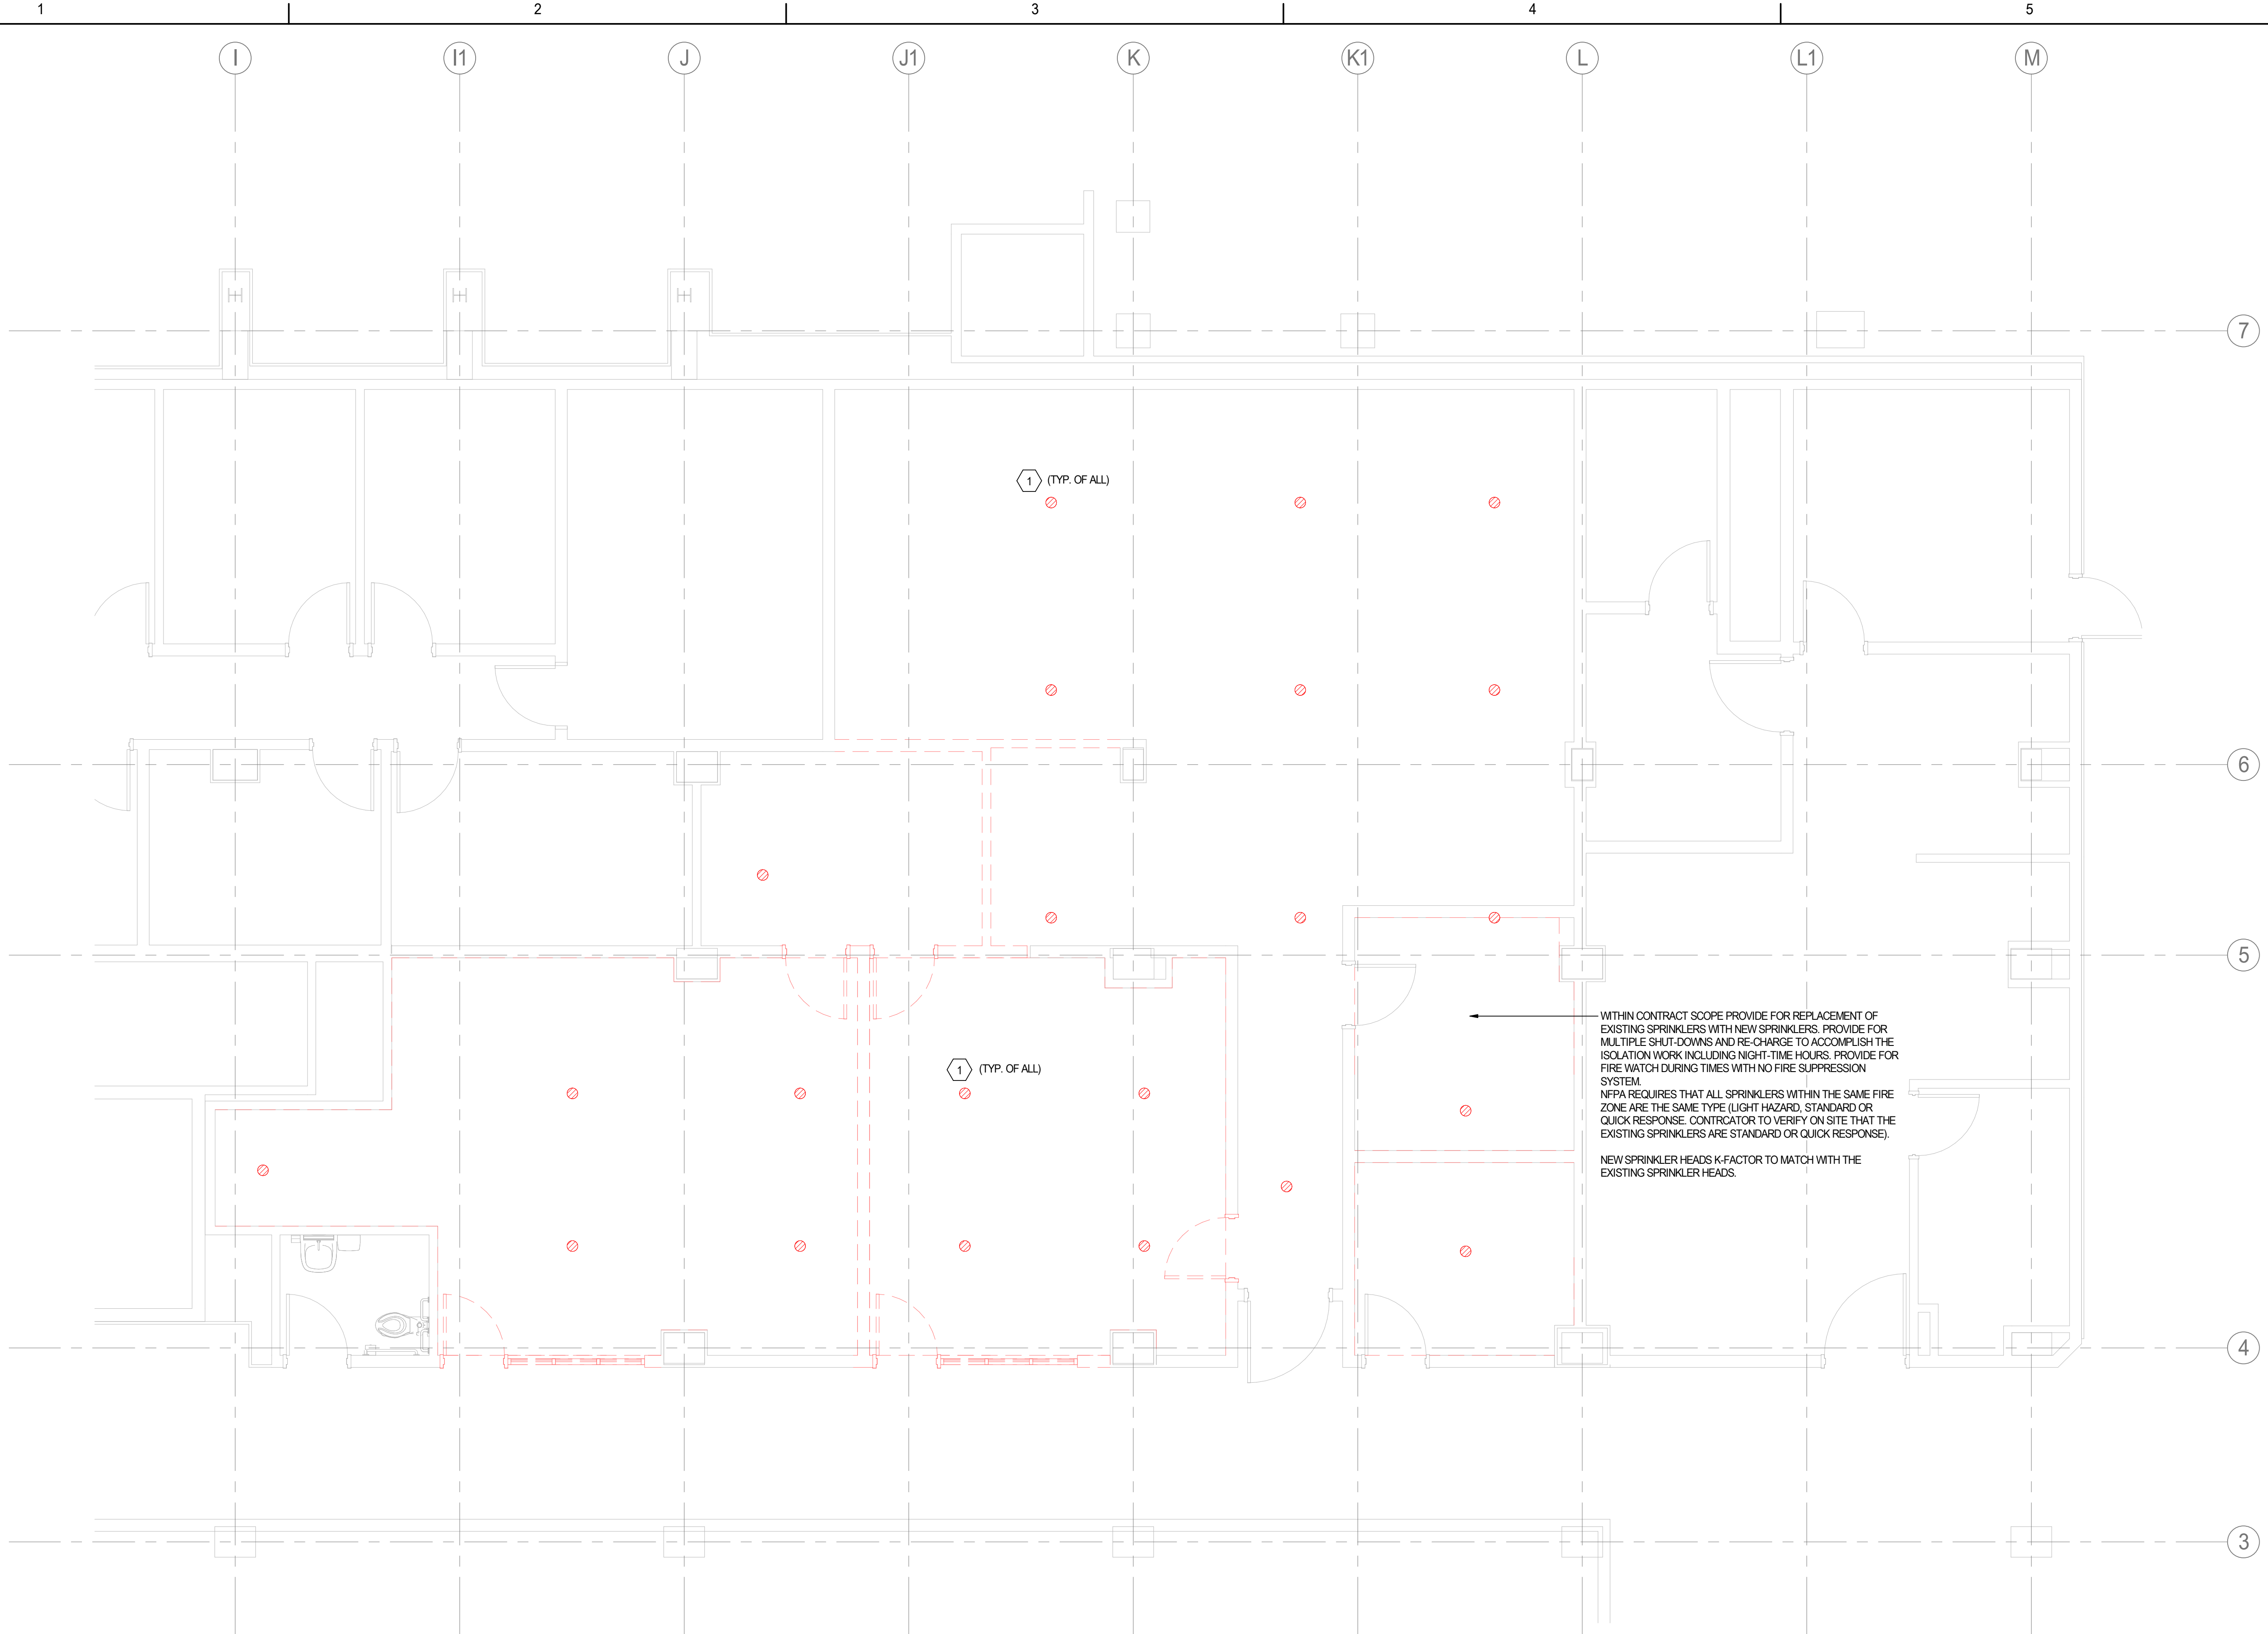 1 2 3 4 5
I I1 J J1 K K1 L L1 M
7
1 (TYP. OF ALL)
6
5
WITHIN CONTRACT SCOPE PROVIDE FOR REPLACEMENT OF
EXISTING SPRINKLERS WITH NEW SPRINKLERS. PROVIDE FOR
MULTIPLE SHUT-DOWNS AND RE-CHARGE TO ACCOMPLISH THE
ISOLATION WORK INCLUDING NIGHT-TIME HOURS. PROVIDE FOR
FIRE WATCH DURING TIMES WITH NO FIRE SUPPRESSION
SYSTEM.
NFPA REQUIRES THAT ALL SPRINKLERS WITHIN THE SAME FIRE
ZONE ARE THE SAME TYPE (LIGHT HAZARD, STANDARD OR
QUICK RESPONSE. CONTRCATOR TO VERIFY ON SITE THAT THE
EXISTING SPRINKLERS ARE STANDARD OR QUICK RESPONSE).
NEW SPRINKLER HEADS K-FACTOR TO MATCH WITH THE
EXISTING SPRINKLER HEADS.
1 (TYP. OF ALL)
4
3